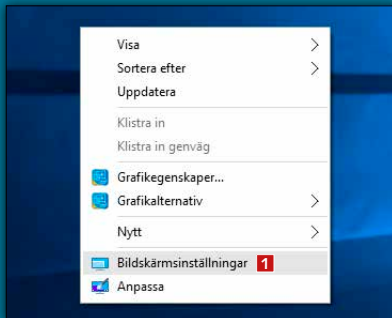 Visa
Sortera efter
Uppdatera
Klistra in
Klistra in genväg
Grafikegenskaper...
Grafikalternativ
Nytt
Bildskärmsinställningar 1
Anpassa